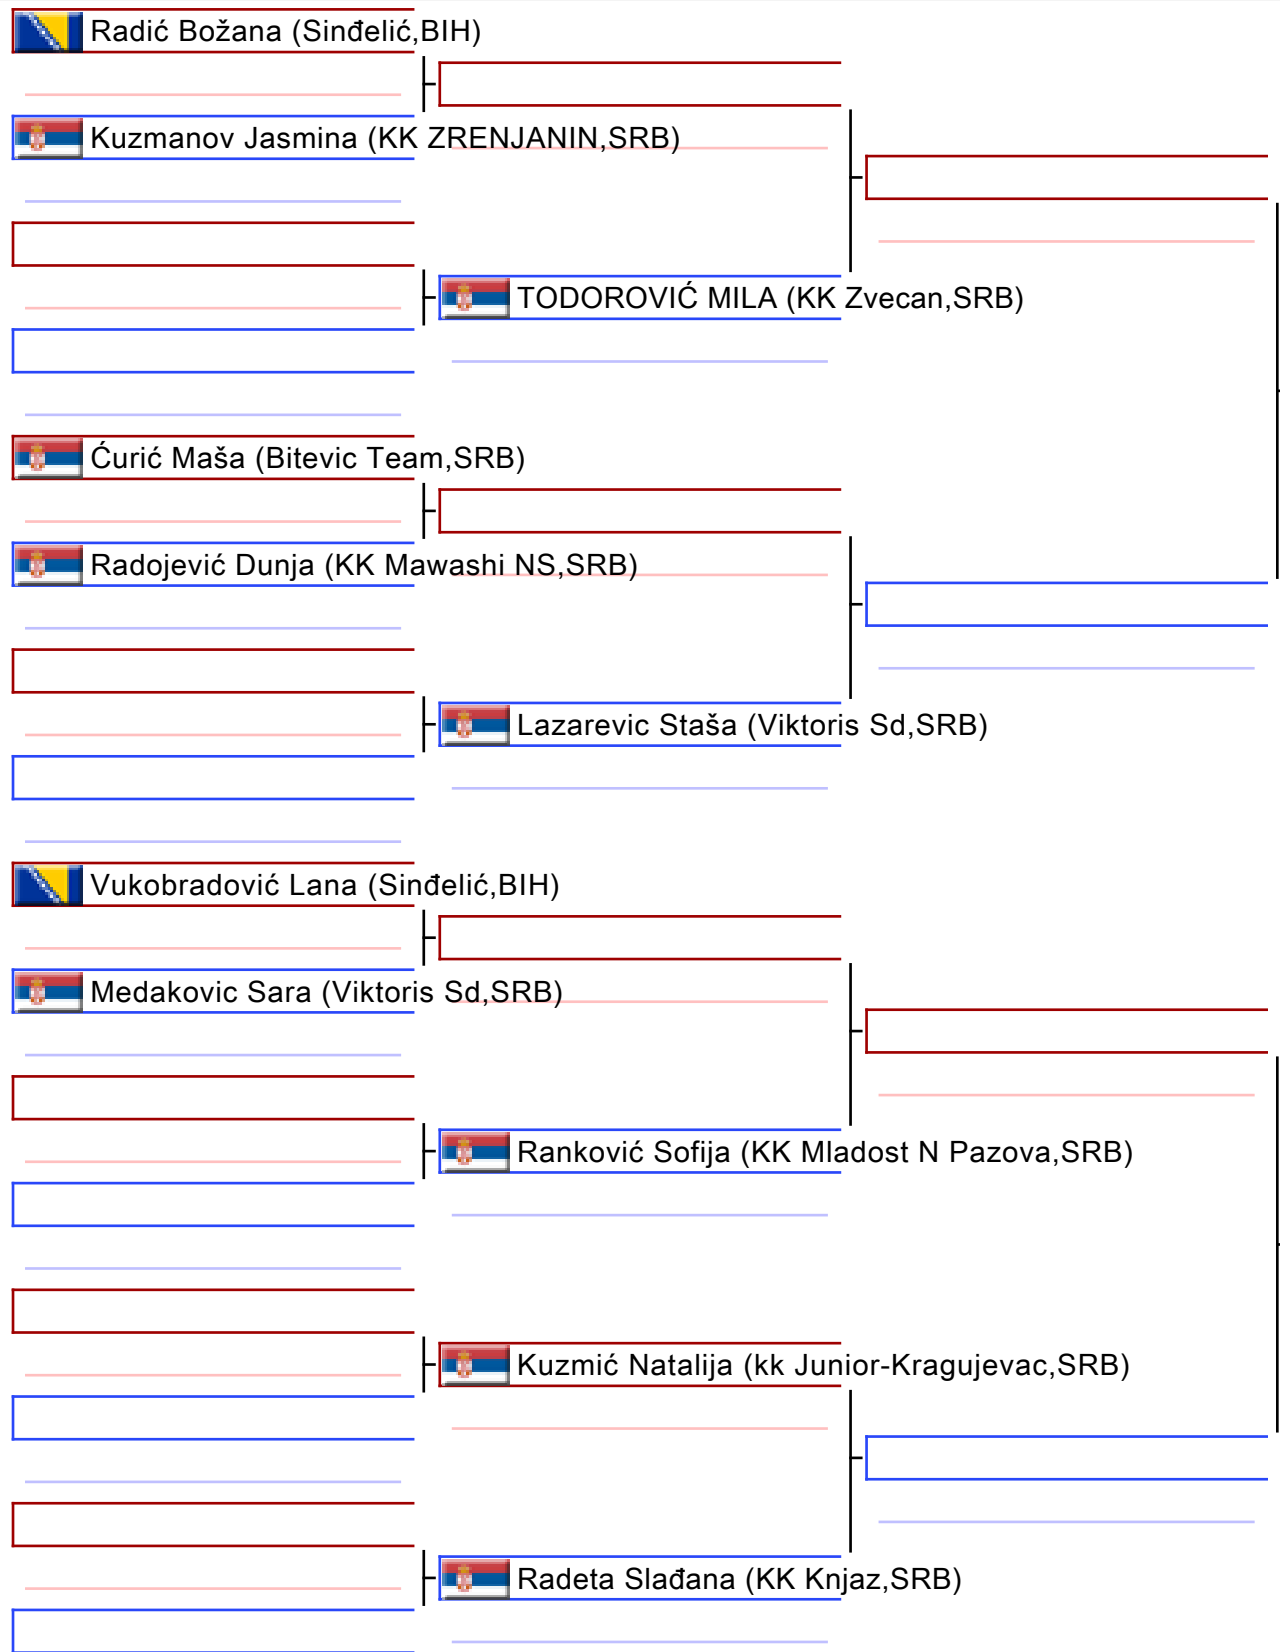 Radić Božana (Sinđelić,BIH)
Kuzmanov Jasmina (KK ZRENJANIN,SRB)
TODOROVIĆ MILA (KK Zvecan,SRB)
Ćurić Maša (Bitevic Team,SRB)
Radojević Dunja (KK Mawashi NS,SRB)
Lazarevic Staša (Viktoris Sd,SRB)
Vukobradović Lana (Sinđelić,BIH)
Medakovic Sara (Viktoris Sd,SRB)
Ranković Sofija (KK Mladost N Pazova,SRB)
Kuzmić Natalija (kk Junior-Kragujevac,SRB)
Radeta Slađana (KK Knjaz,SRB)